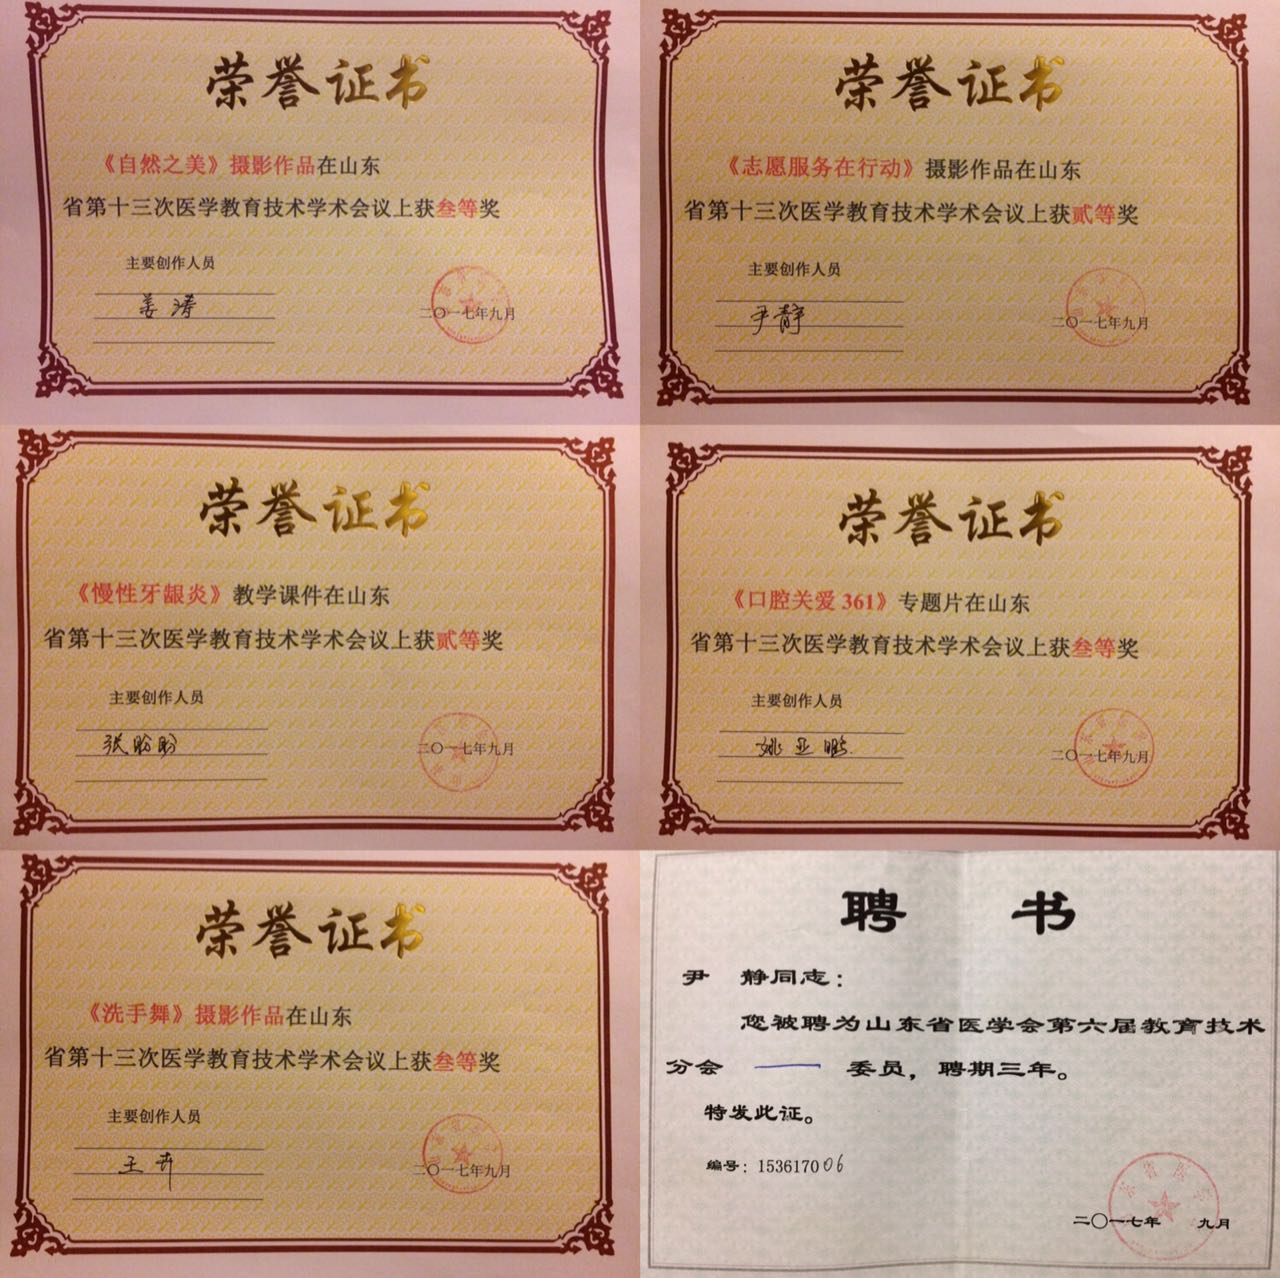 荣誉证书
《自然之美》摄影作品在山东
省第十三次医学教育技术学术会议上获叁等奖
主要创作人员
姜涛
二〇一七年九月
荣誉证书
《志愿服务在行动》摄影作品在山东
省第十三次医学教育技术学术会议上获贰等奖
主要创作人员
尹静
二〇一七年九月
荣誉证书
《慢性牙龈炎》教学课件在山东
省第十三次医学教育技术学术会议上获贰等奖
主要创作人员
张盼盼
二〇一七年九月
荣誉证书
《口腔关爱361》专题片在山东
省第十三次医学教育技术学术会议上获叁等奖
主要创作人员
姚亚鹏
二〇一七年九月
荣誉证书
《洗手舞》摄影作品在山东
省第十三次医学教育技术学术会议上获叁等奖
主要创作人员
王卉
二〇一七年九月
聘 书
尹 静同志：
您被聘为山东省医学会第六届教育技术
分会 委员，聘期三年。
特发此证。
编号：15361706
二〇一七年 九月